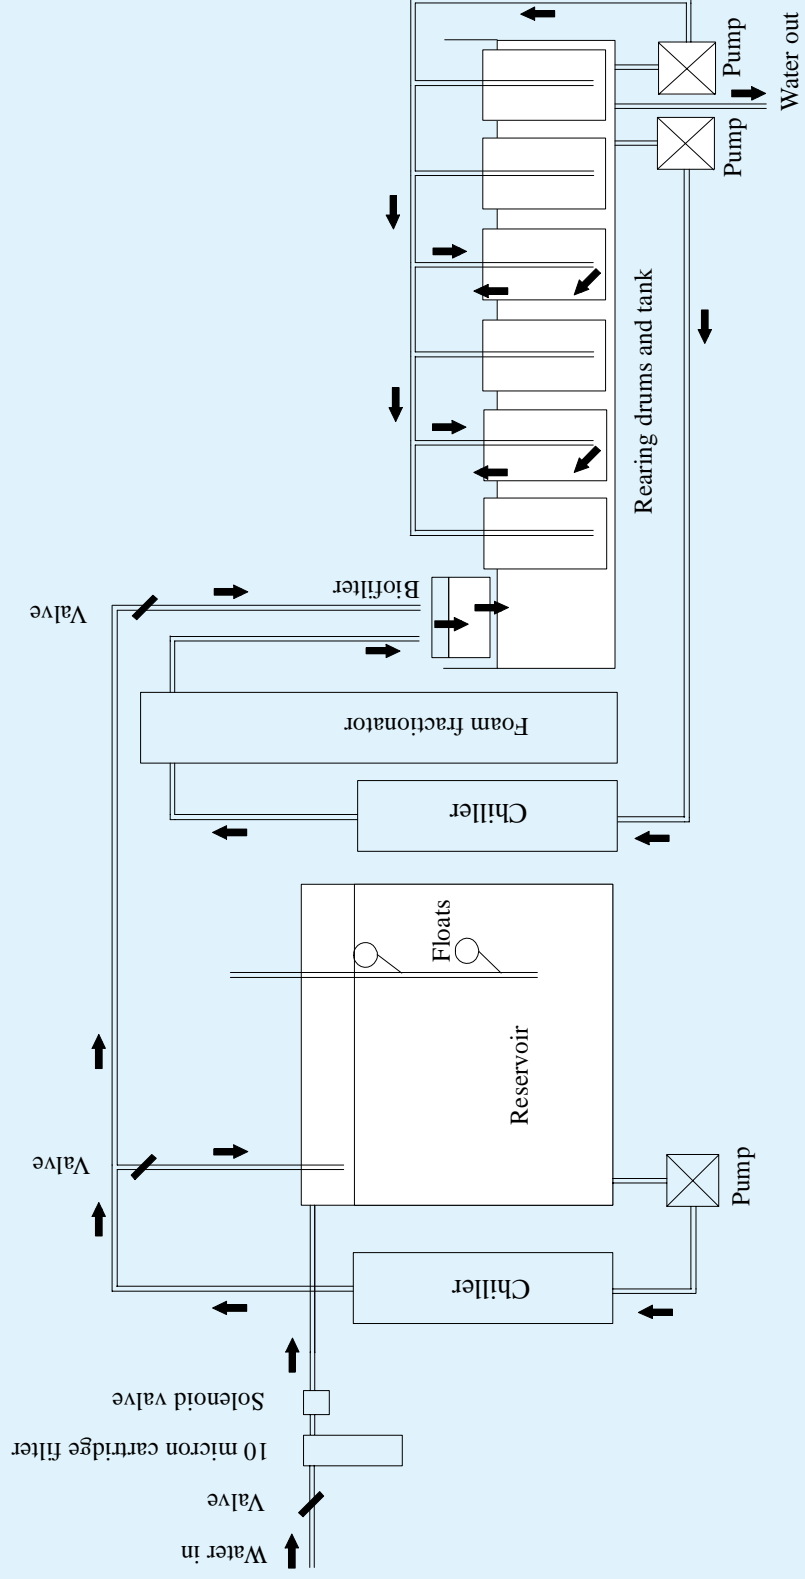 Water in
Valve
10 micron cartridge filter
Solenoid valve
Chiller
Pump
Valve
Reservoir
Floats
Chiller
Foam fractionator
Valve
Biofilter
Rearing drums and tank
Pump
Pump
Water out